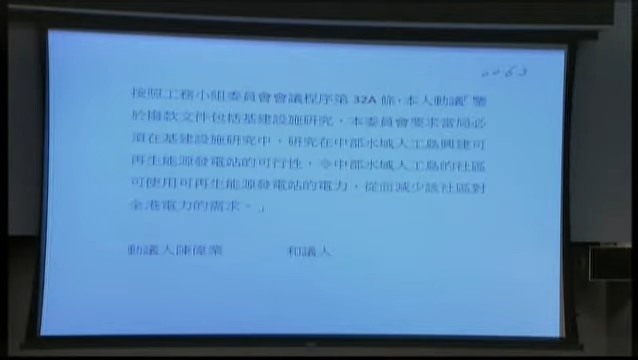 0063
按照工務小組委員會會議程序第 32A 條，本人動議「鑒
於撥款文件包括基建設施研究，本委員會要求當局必
須在基建設施研究中，研究在中部水域人工島興建可
再生能源發電站的可行性，令中部水域人工島的社區
可使用可再生能源發電站的電力，從而減少該社區對
全港電力的需求。」
動議人陳偉業 和議人